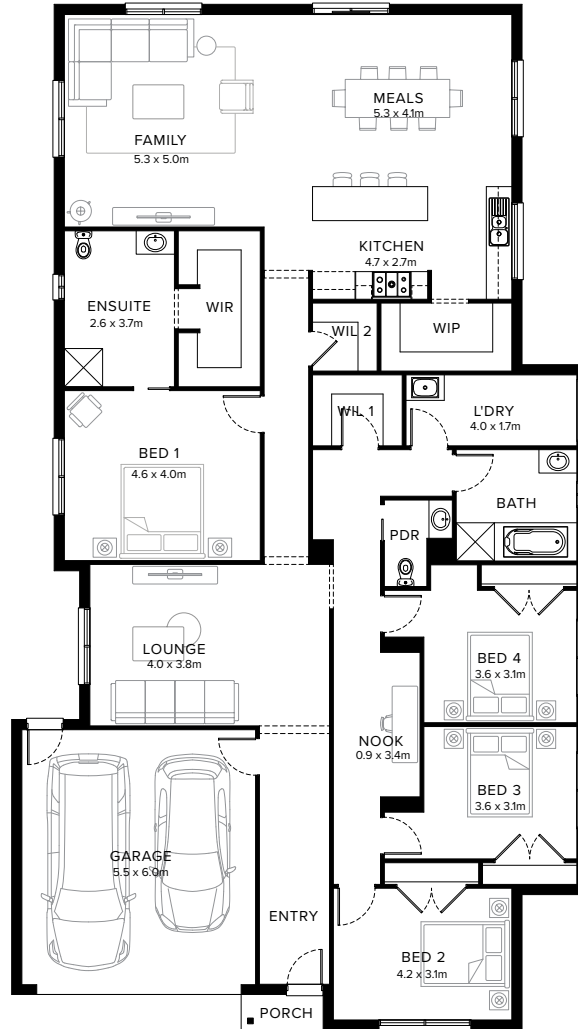 MEALS
5.3 x 4.1m
FAMILY
5.3 x 5.0m
KITCHEN
4.7 x 2.7m
ENSUITE
2.6 x 3.7m
WIR
WIL 2
WIP
WIL 1
L'DRY
4.0 x 1.7m
BED 1
4.6 x 4.0m
BATH
PDR
LOUNGE
4.0 x 3.8m
BED 4
3.6 x 3.1m
NOOK
0.9 x 3.4m
BED 3
3.6 x 3.1m
GARAGE
5.5 x 6.0m
ENTRY
BED 2
4.2 x 3.1m
PORCH